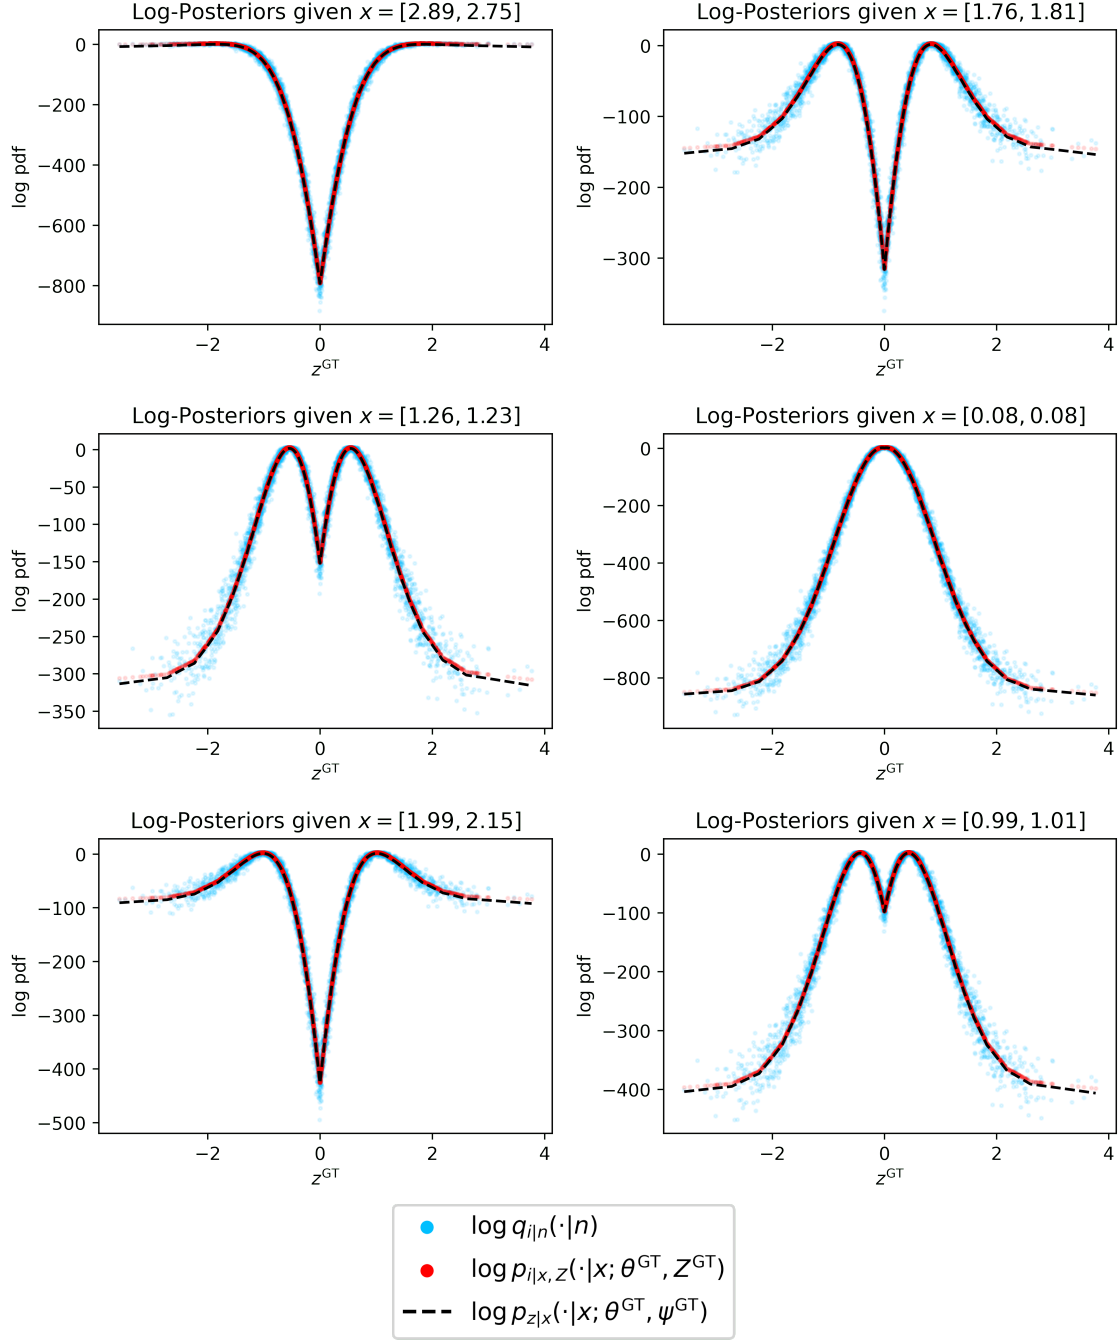 Log-Posteriors given x = [2.89, 2.75]
Log-Posteriors given x = [1.76, 1.81]
0
−200
−400
−600
−800
log pdf
−2
0
2
4
z^GT
0
−100
−200
−300
log pdf
−2
0
2
4
z^GT
Log-Posteriors given x = [1.26, 1.23]
Log-Posteriors given x = [0.08, 0.08]
0
−50
−100
−150
−200
−250
−300
−350
log pdf
−2
0
2
4
z^GT
0
−200
−400
−600
−800
log pdf
−2
0
2
4
z^GT
Log-Posteriors given x = [1.99, 2.15]
Log-Posteriors given x = [0.99, 1.01]
0
−100
−200
−300
−400
−500
log pdf
−2
0
2
4
z^GT
0
−100
−200
−300
−400
log pdf
−2
0
2
4
z^GT
log q_{i|n}(·|n)
log p_{i|x,Z}(·|x; θ^GT, Z^GT)
log p_{z|x}(·|x; θ^GT, ψ^GT)